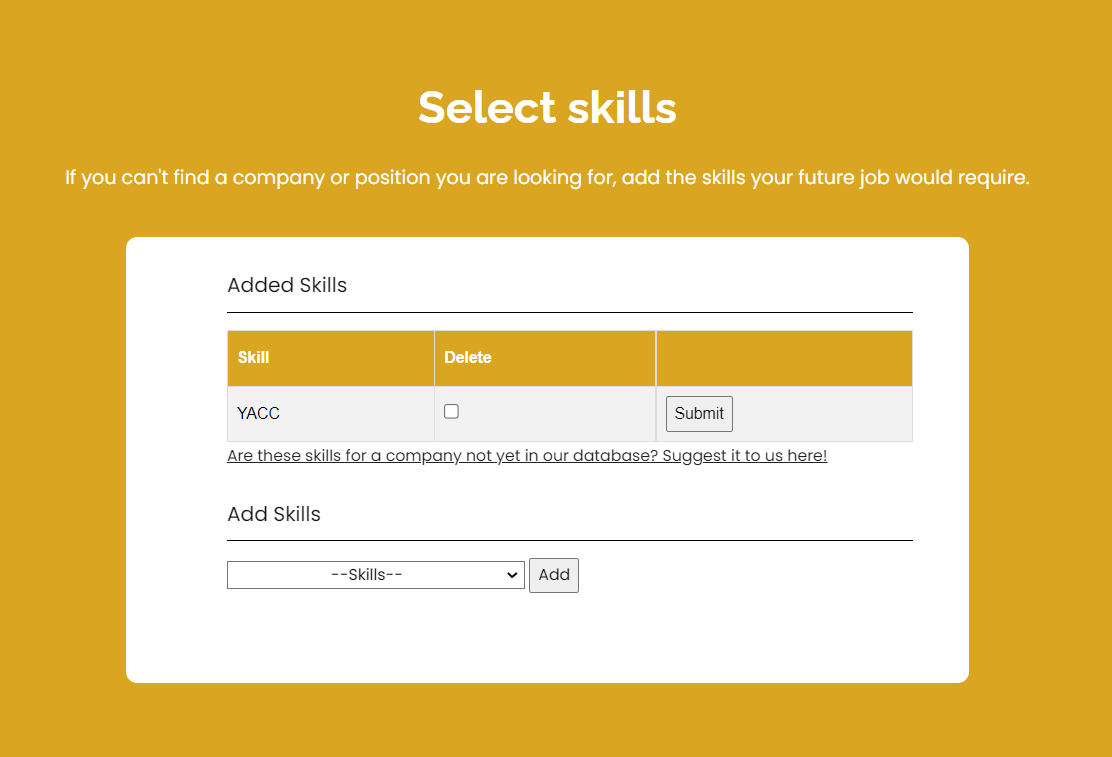 Select skills
If you can't find a company or position you are looking for, add the skills your future job would require.
Added Skills
Skill Delete
YACC Submit
Are these skills for a company not yet in our database? Suggest it to us here!
Add Skills
--Skills-- Add